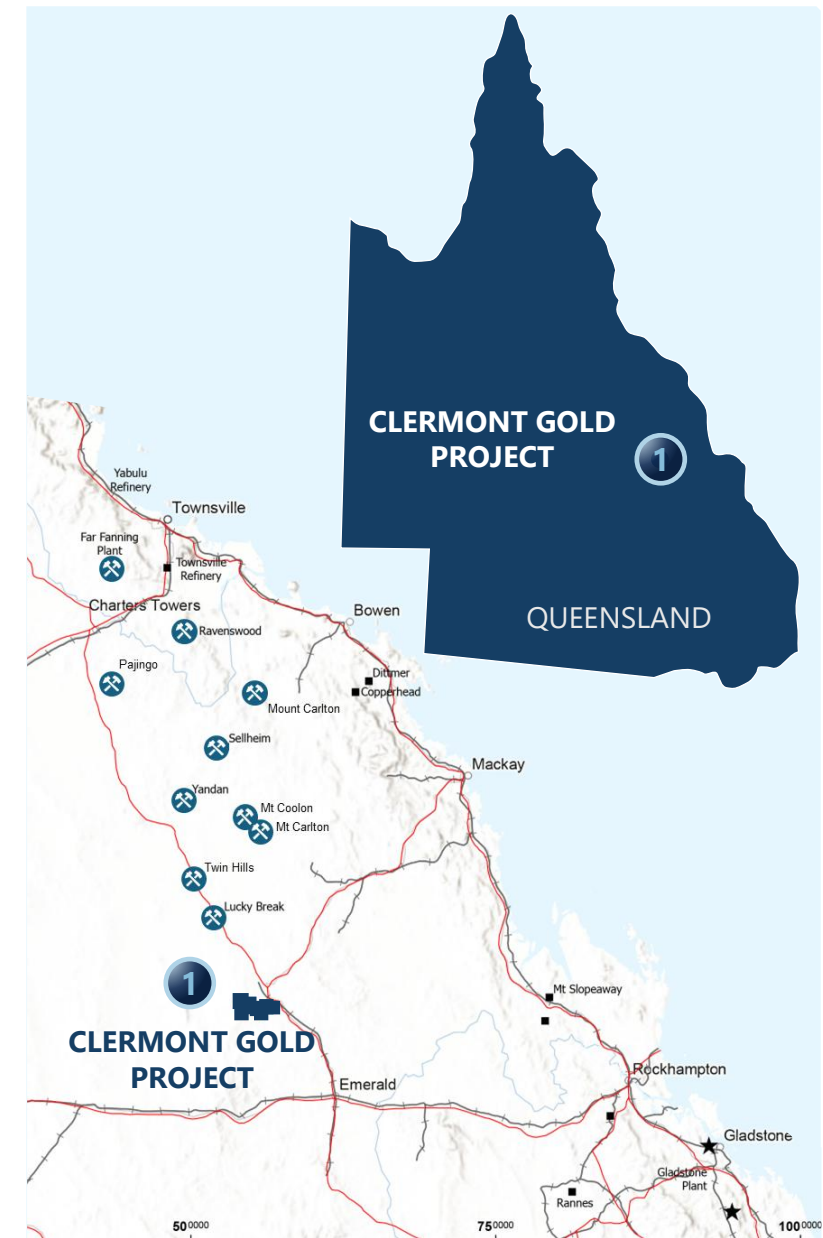 CLERMONT GOLD
PROJECT
1
QUEENSLAND
Yabulu
Refinery
Townsville
Far Fanning
Plant
Townsville
Refinery
Charters Towers
Ravenswood
Bowen
Pajingo
Dittmer
Copperhead
Mount Carlton
Sellheim
Mackay
Yandan
Mt Coolon
Mt Carlton
Twin Hills
Lucky Break
1
CLERMONT GOLD
PROJECT
Mt Slopeaway
Emerald
Rockhampton
Gladstone
Gladstone
Plant
Rannes
500000
750000
1000000